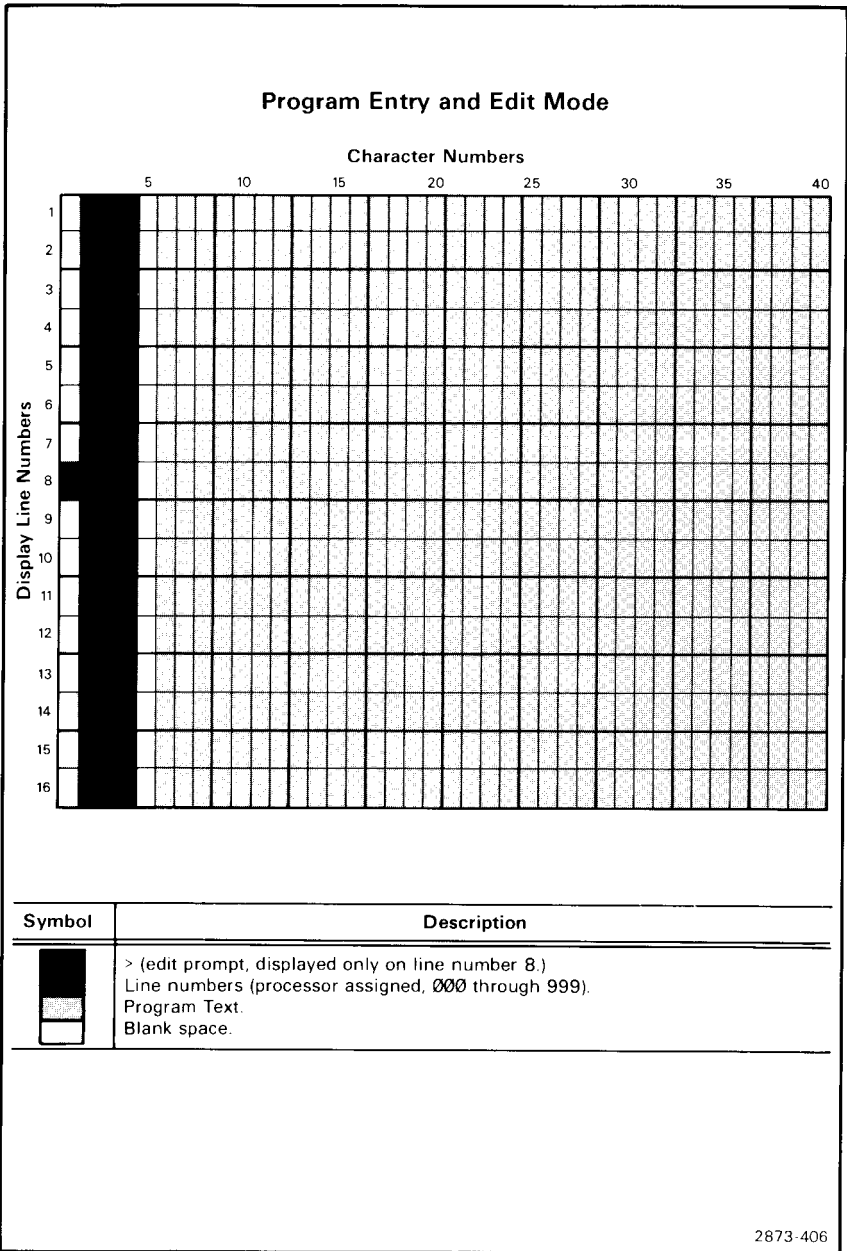 Program Entry and Edit Mode
Character Numbers
5 10 15 20 25 30 35 40
Display Line Numbers
1
2
3
4
5
6
7
8
9
10
11
12
13
14
15
16
Symbol Description
> (edit prompt, displayed only on line number 8.)
Line numbers (processor assigned, ØØØ through 999).
Program Text.
Blank space.
2873-406